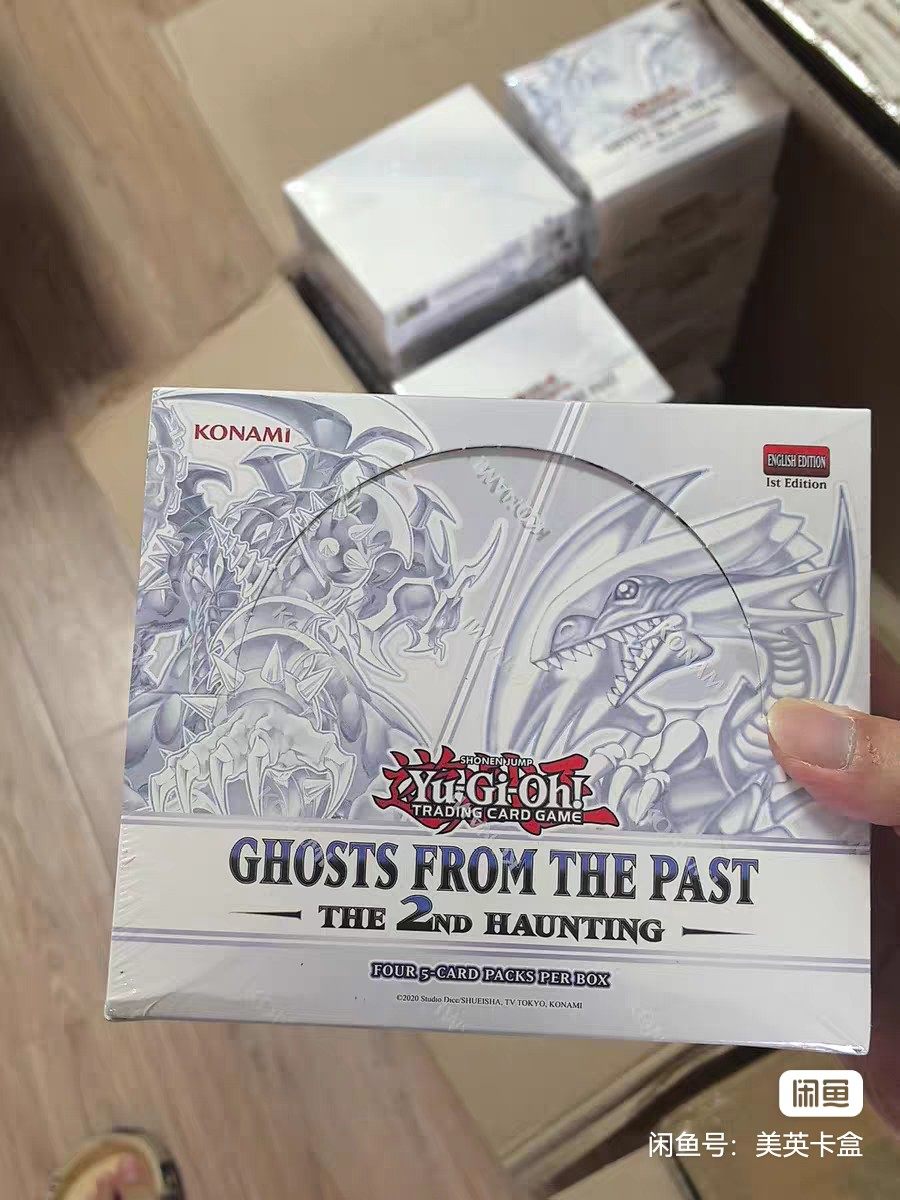 KONAMI
ENGLISH EDITION
1st Edition
SHONEN JUMP
Yu-Gi-Oh!
TRADING CARD GAME
GHOSTS FROM THE PAST
THE 2ND HAUNTING
FOUR 5-CARD PACKS PER BOX
©2020 Studio Dice/SHUEISHA, TV TOKYO, KONAMI
闲鱼
闲鱼号：美英卡盒